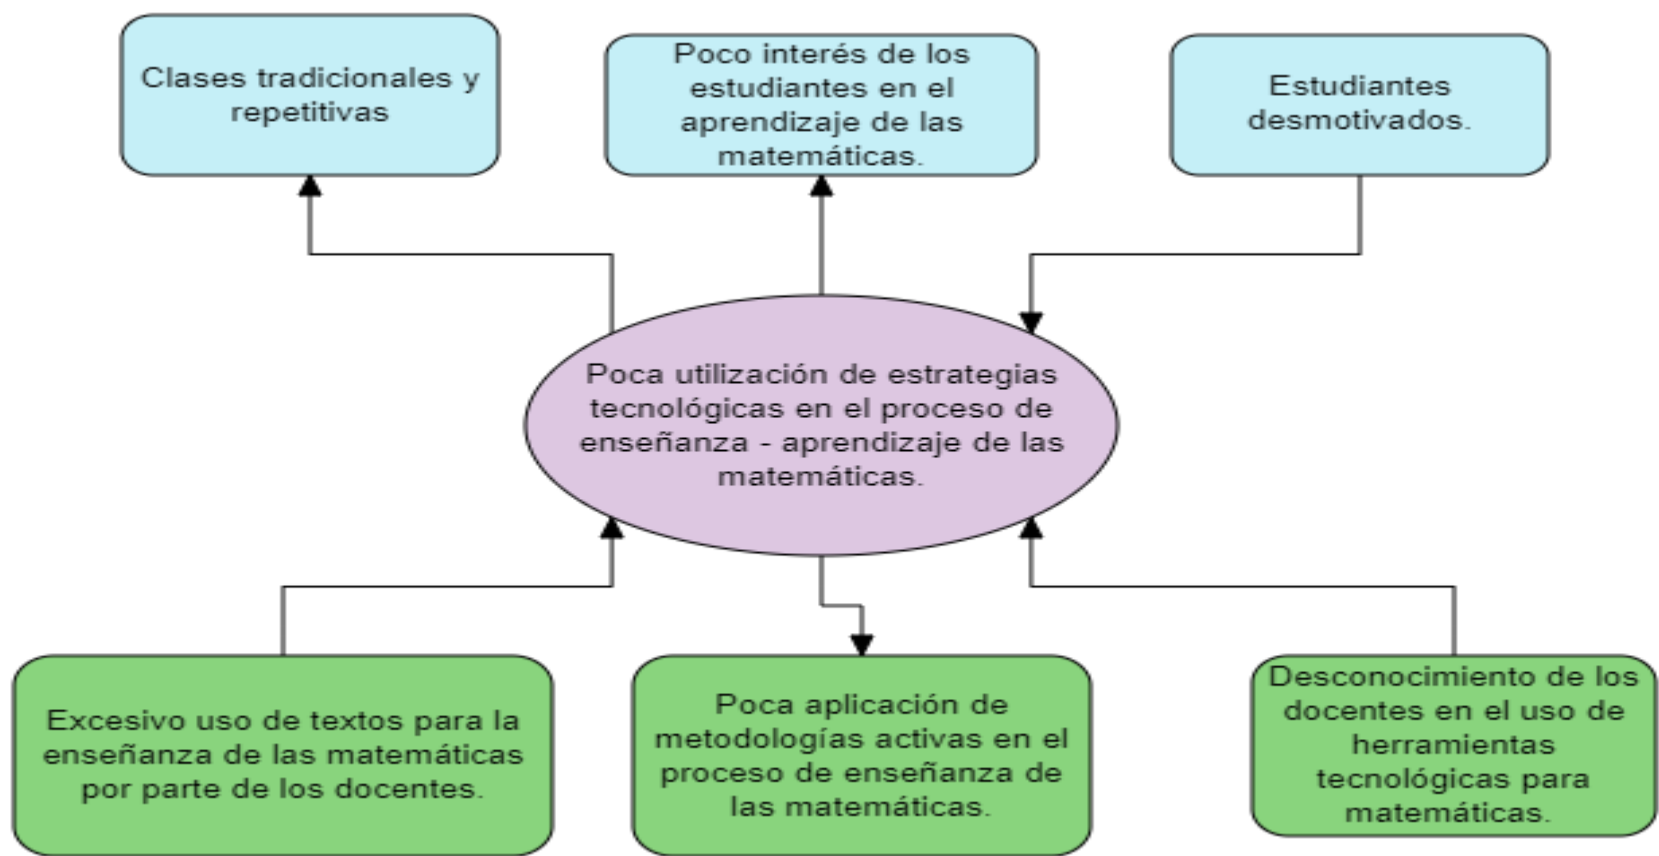 Clases tradicionales y
repetitivas
Poco interés de los
estudiantes en el
aprendizaje de las
matemáticas.
Estudiantes
desmotivados.
Poca utilización de estrategias
tecnológicas en el proceso de
enseñanza - aprendizaje de las
matemáticas.
Excesivo uso de textos para la
enseñanza de las matemáticas
por parte de los docentes.
Poca aplicación de
metodologías activas en el
proceso de enseñanza de
las matemáticas.
Desconocimiento de los
docentes en el uso de
herramientas
tecnológicas para
matemáticas.